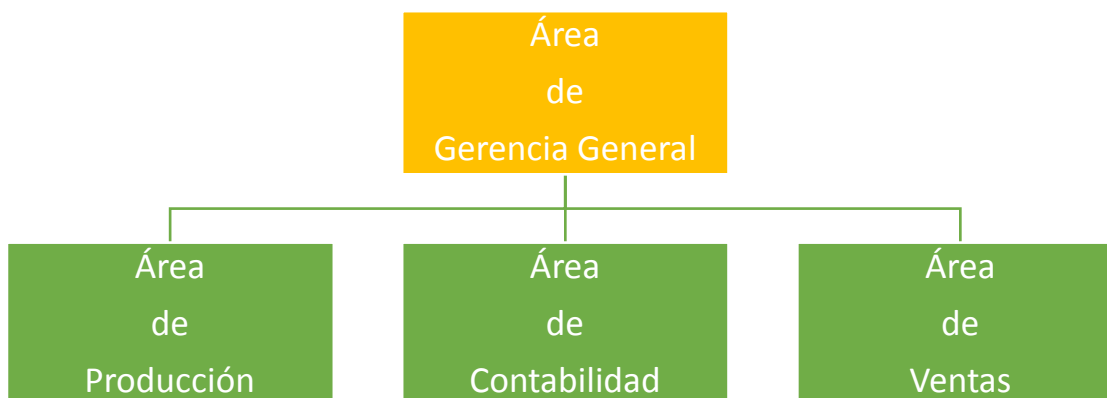 Área
de
Gerencia General
Área
de
Producción
Área
de
Contabilidad
Área
de
Ventas